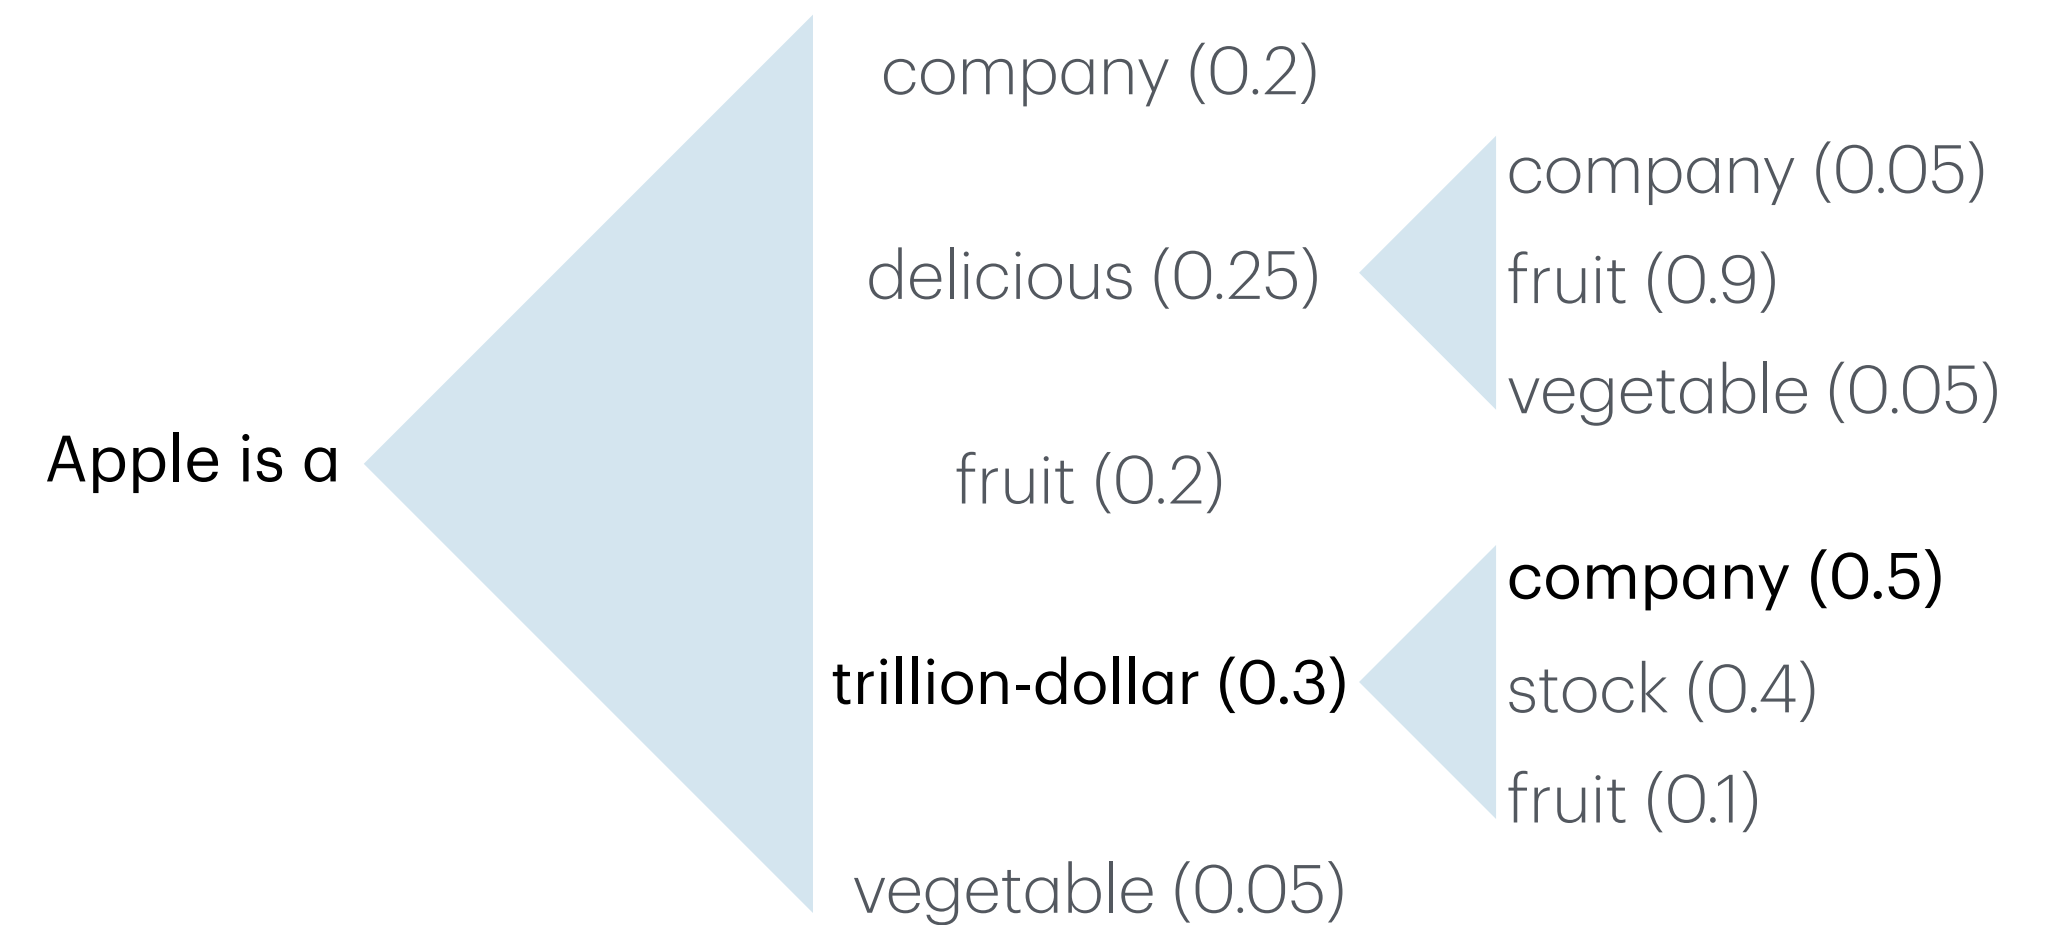 Apple is a
company (0.2)
delicious (0.25)
fruit (0.2)
trillion-dollar (0.3)
vegetable (0.05)
company (0.05)
fruit (0.9)
vegetable (0.05)
company (0.5)
stock (0.4)
fruit (0.1)